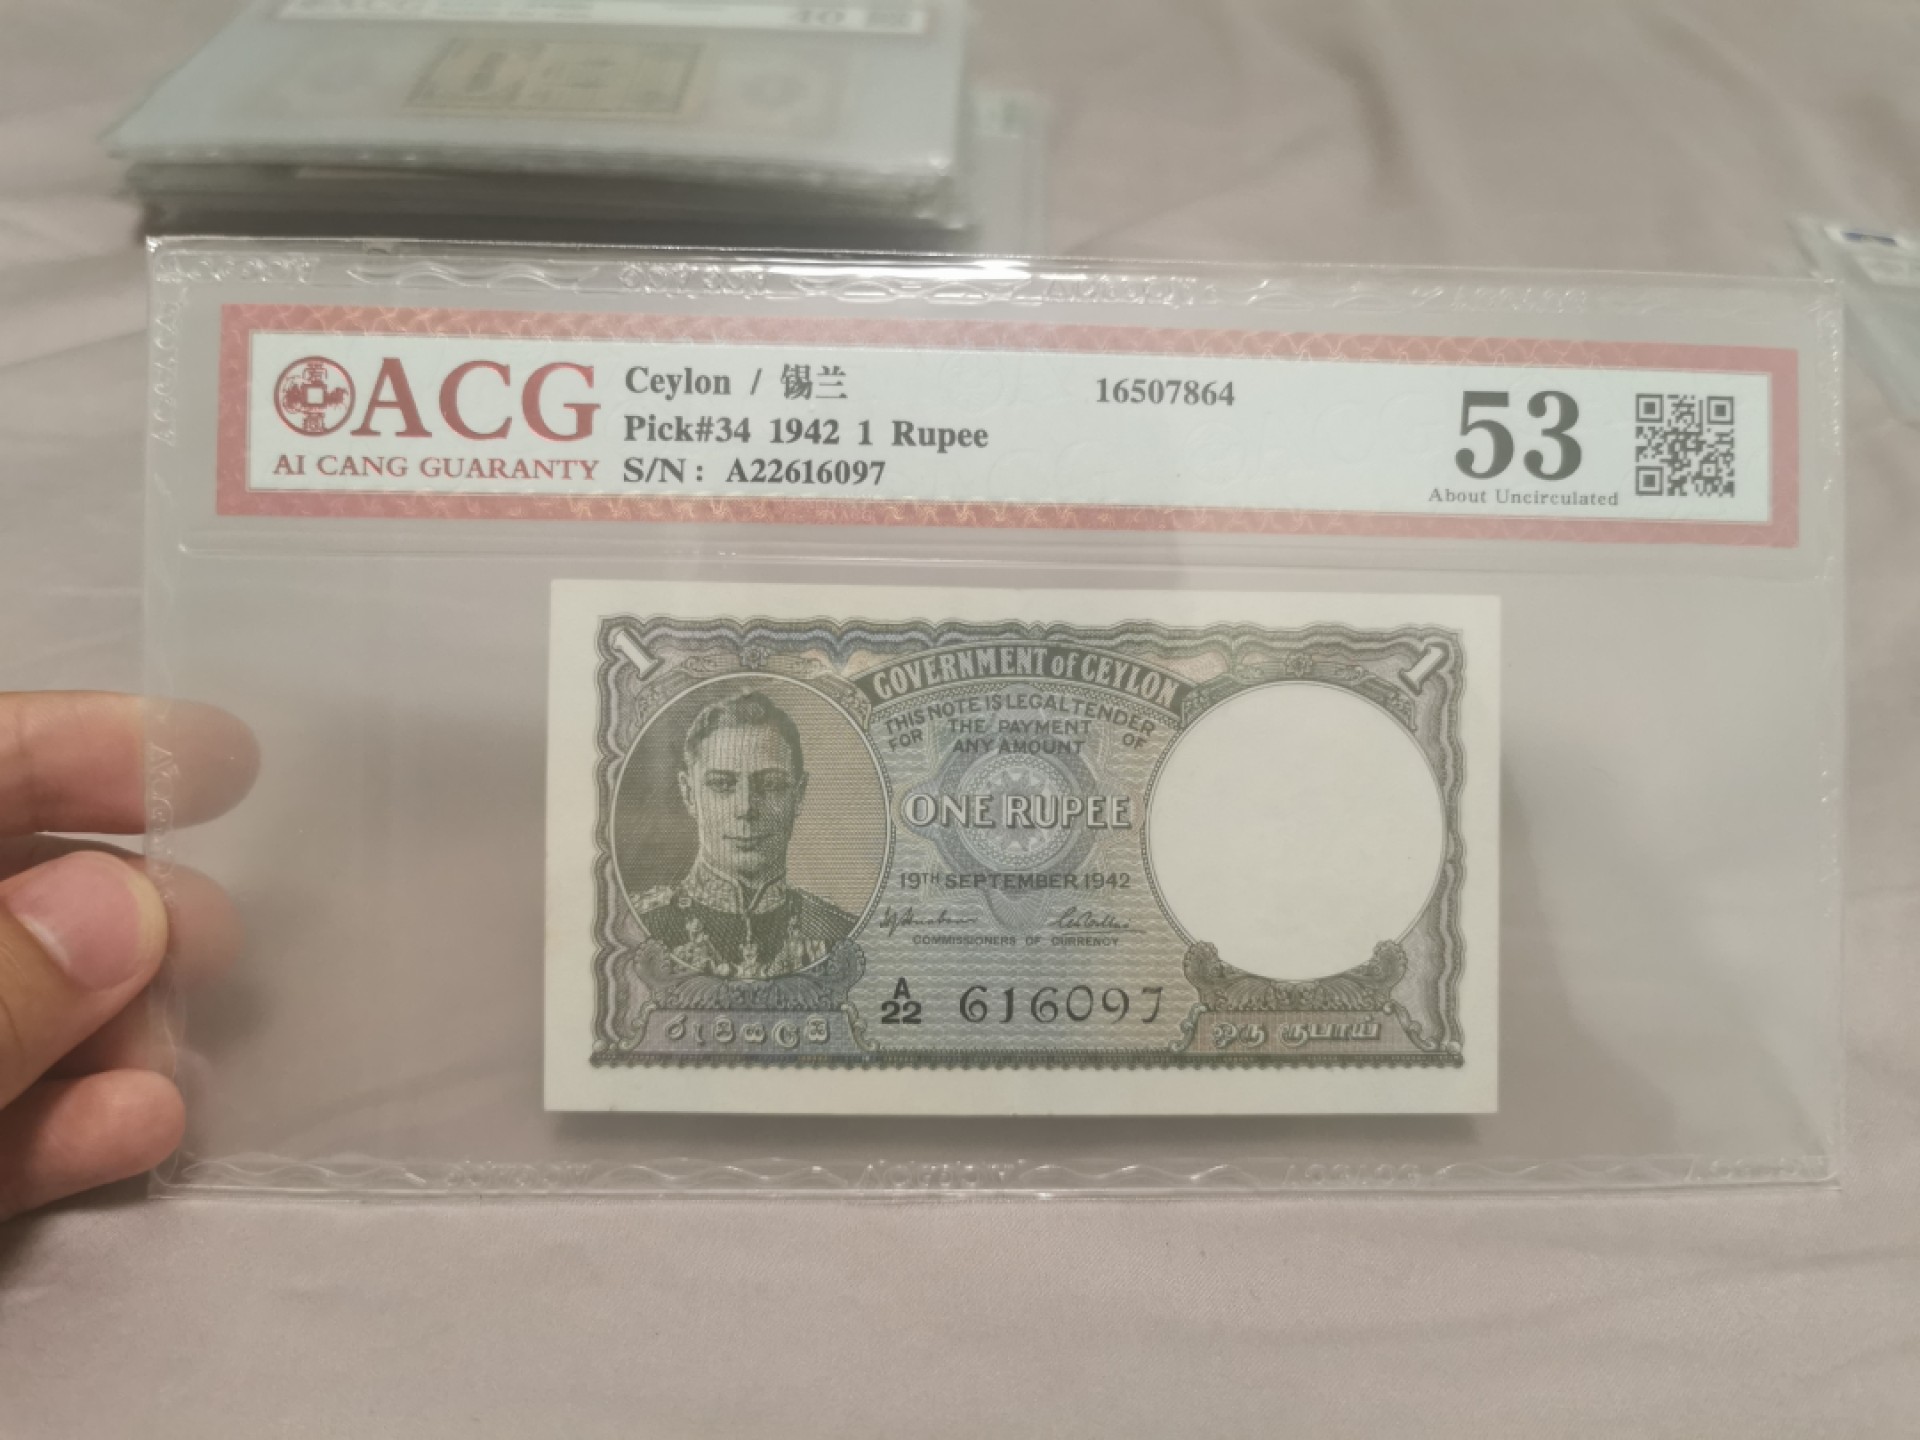 ACG
AI CANG GUARANTY
Ceylon / 锡兰
Pick#34 1942 1 Rupee
S/N: A22616097
16507864
53
About Uncirculated
1
1
GOVERNMENT of CEYLON
THIS NOTE IS LEGAL TENDER
FOR THE PAYMENT OF
ANY AMOUNT
ONE RUPEE
19TH SEPTEMBER 1942
COMMISSIONERS OF CURRENCY
A
22 616097
රුපියලයි
ஒரு ரூபாய்